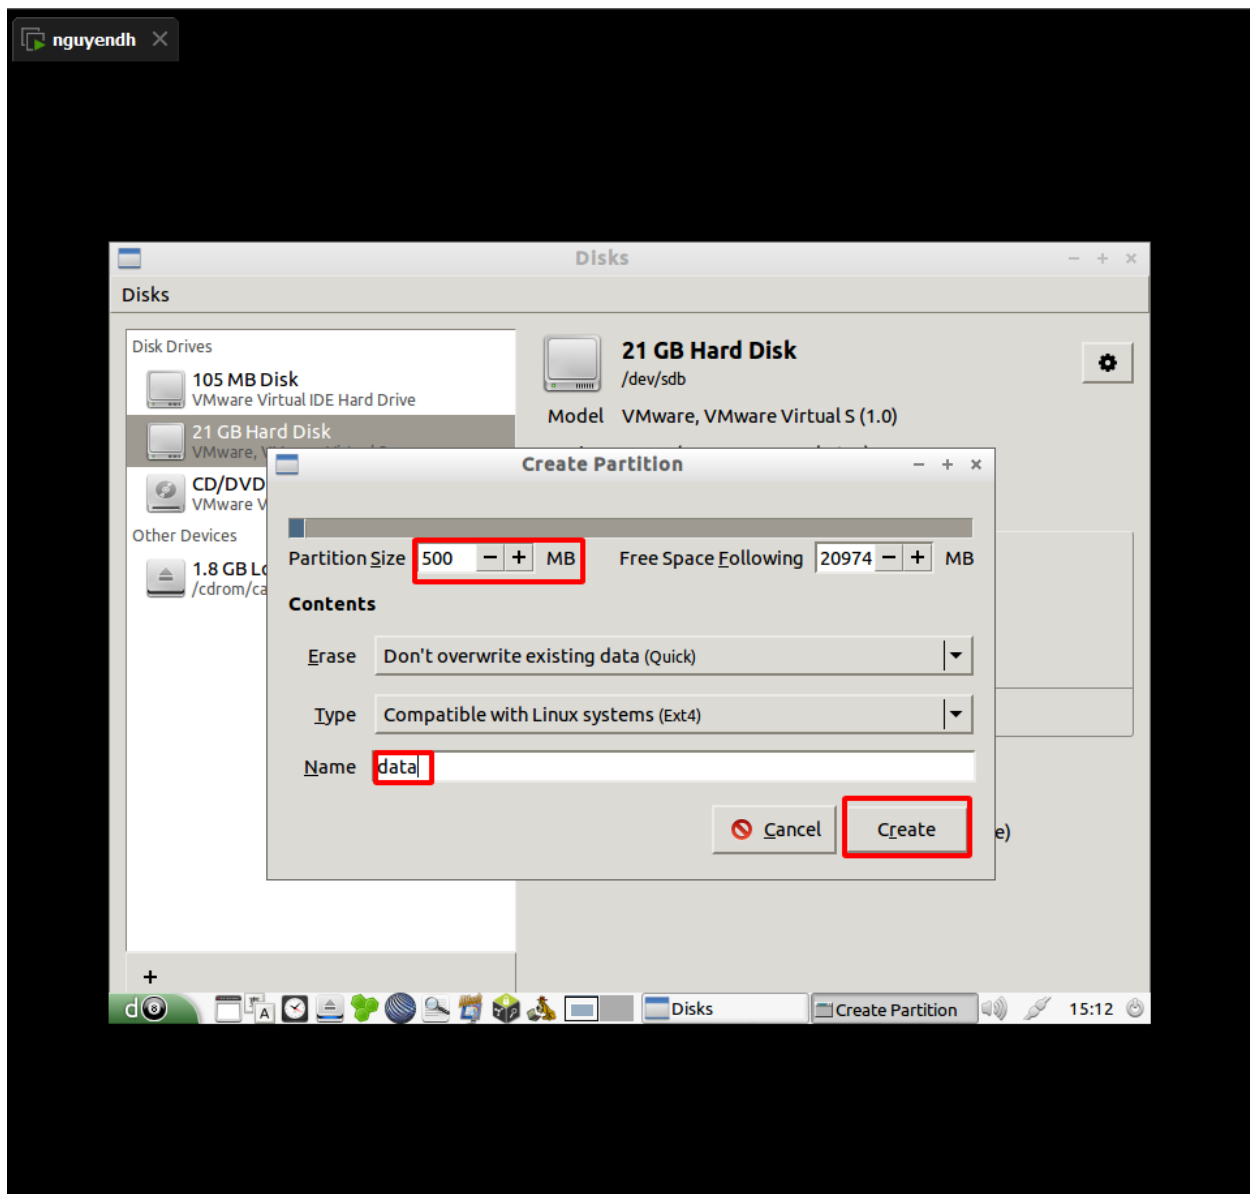 nguyendh
Disks
Disks
Disk Drives
105 MB Disk
VMware Virtual IDE Hard Drive
21 GB Hard Disk
VMware,
CD/DVD
VMware V
Other Devices
1.8 GB Lo
/cdrom/ca
21 GB Hard Disk
/dev/sdb
Model VMware, VMware Virtual S (1.0)
Create Partition
Partition Size 500 − + MB Free Space Following 20974 − + MB
Contents
Erase Don't overwrite existing data (Quick)
Type Compatible with Linux systems (Ext4)
Name data
Cancel Create
e)
+
d8 Disks Create Partition 15:12